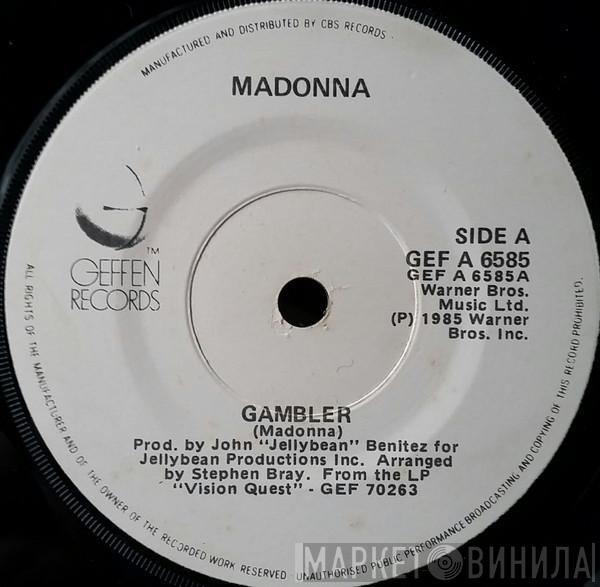 MANUFACTURED AND DISTRIBUTED BY CBS RECORDS.
MADONNA
GEFFEN
RECORDS
TM
SIDE A
GEF A 6585
GEF A 6585A
Warner Bros.
Music Ltd.
(P) 1985 Warner
Bros. Inc.
GAMBLER
(Madonna)
Prod. by John "Jellybean" Benitez for
Jellybean Productions Inc. Arranged
by Stephen Bray. From the LP
"Vision Quest" - GEF 70263
ALL RIGHTS OF THE MANUFACTURER AND OF THE OWNER OF THE RECORDED WORK RESERVED. UNAUTHORISED PUBLIC PERFORMANCE BROADCASTING AND COPYING OF THIS RECORD PROHIBITED.
МАРКЕТ ВИНИЛА